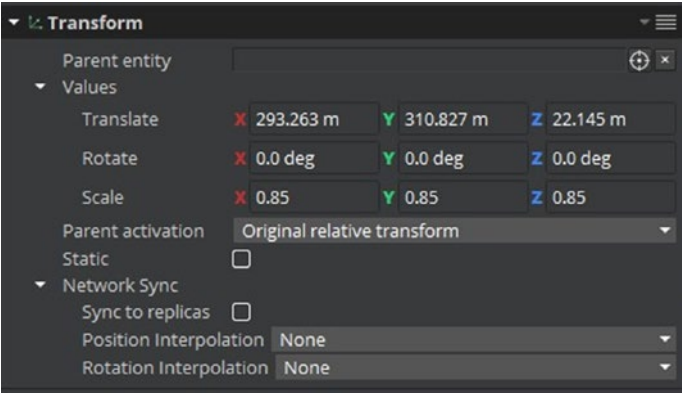 Transform
Parent entity
Values
Translate X 293.263 m Y 310.827 m Z 22.145 m
Rotate X 0.0 deg Y 0.0 deg Z 0.0 deg
Scale X 0.85 Y 0.85 Z 0.85
Parent activation Original relative transform
Static
Network Sync
Sync to replicas
Position Interpolation None
Rotation Interpolation None